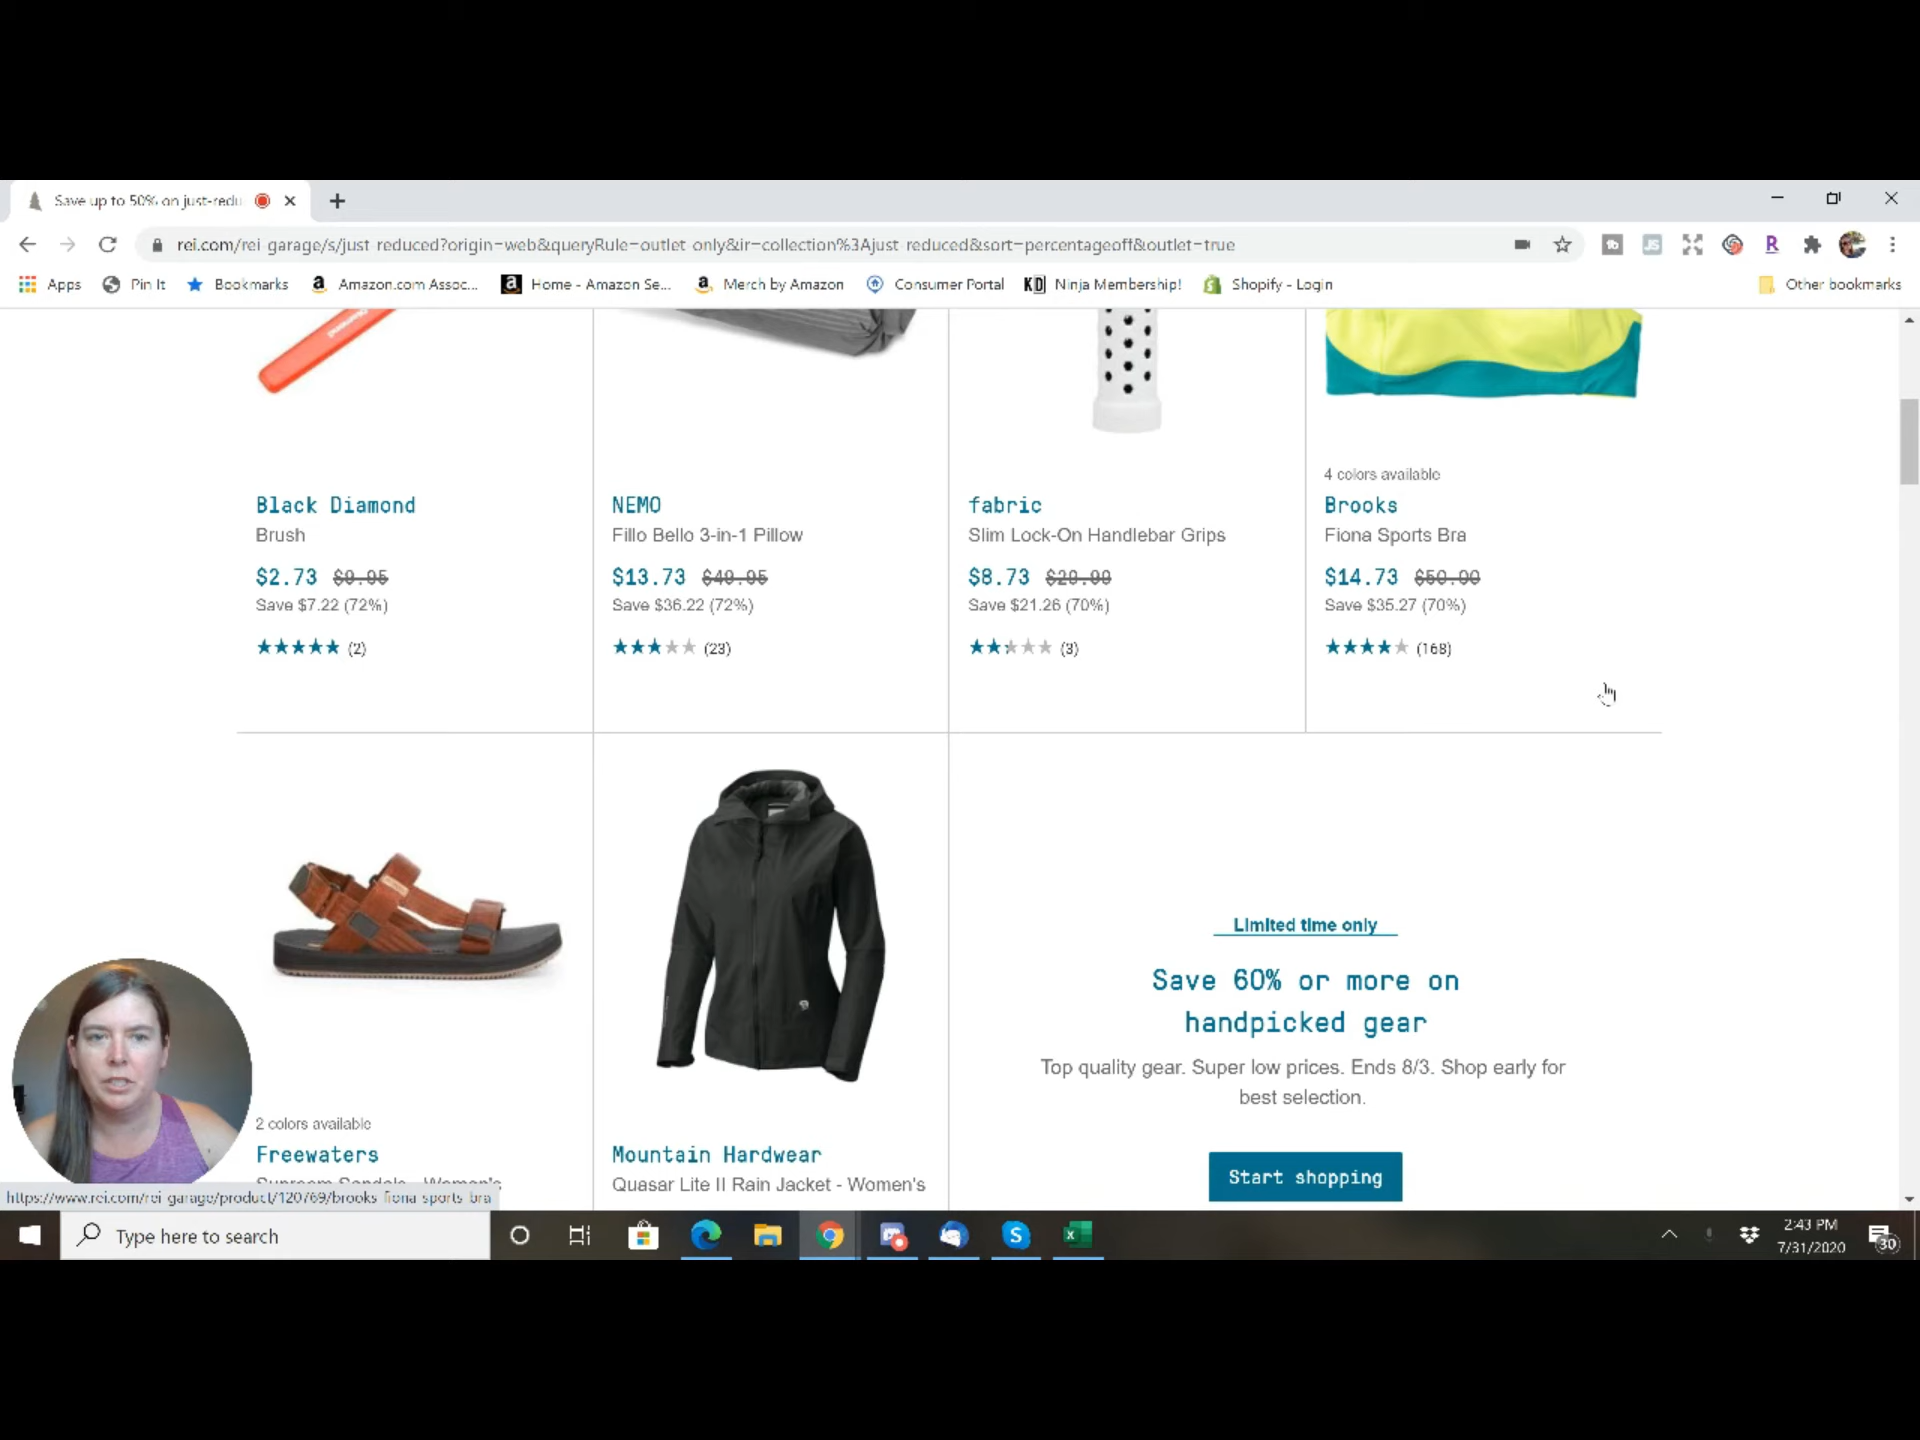 Save up to 50% on just-redu
rei.com/rei-garage/s/just-reduced?origin=web&queryRule=outlet-only&ir=collection%3Ajust-reduced&sort=percentageoff&outlet=true
Apps Pin It Bookmarks Amazon.com Assoc... Home - Amazon Se... Merch by Amazon Consumer Portal KD Ninja Membership! Shopify - Login Other bookmarks
4 colors available
Black Diamond NEMO fabric Brooks
Brush Fillo Bello 3-in-1 Pillow Slim Lock-On Handlebar Grips Fiona Sports Bra
$2.73 $9.95 $13.73 $49.95 $8.73 $29.99 $14.73 $50.00
Save $7.22 (72%) Save $36.22 (72%) Save $21.26 (70%) Save $35.27 (70%)
(2) (23) (3) (168)
Limited time only
Save 60% or more on
handpicked gear
Top quality gear. Super low prices. Ends 8/3. Shop early for
best selection.
Start shopping
2 colors available
Freewaters Mountain Hardwear
Quasar Lite II Rain Jacket - Women's
https://www.rei.com/rei-garage/product/120769/brooks-fiona-sports-bra
Type here to search
2:43 PM
7/31/2020
30